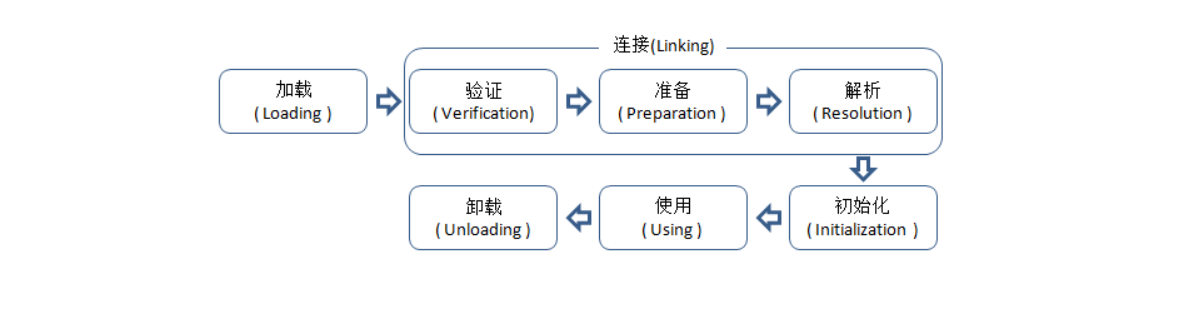 连接(Linking)
加载
( Loading )
验证
( Verification)
准备
( Preparation )
解析
( Resolution )
卸载
( Unloading )
使用
( Using )
初始化
( Initialization )